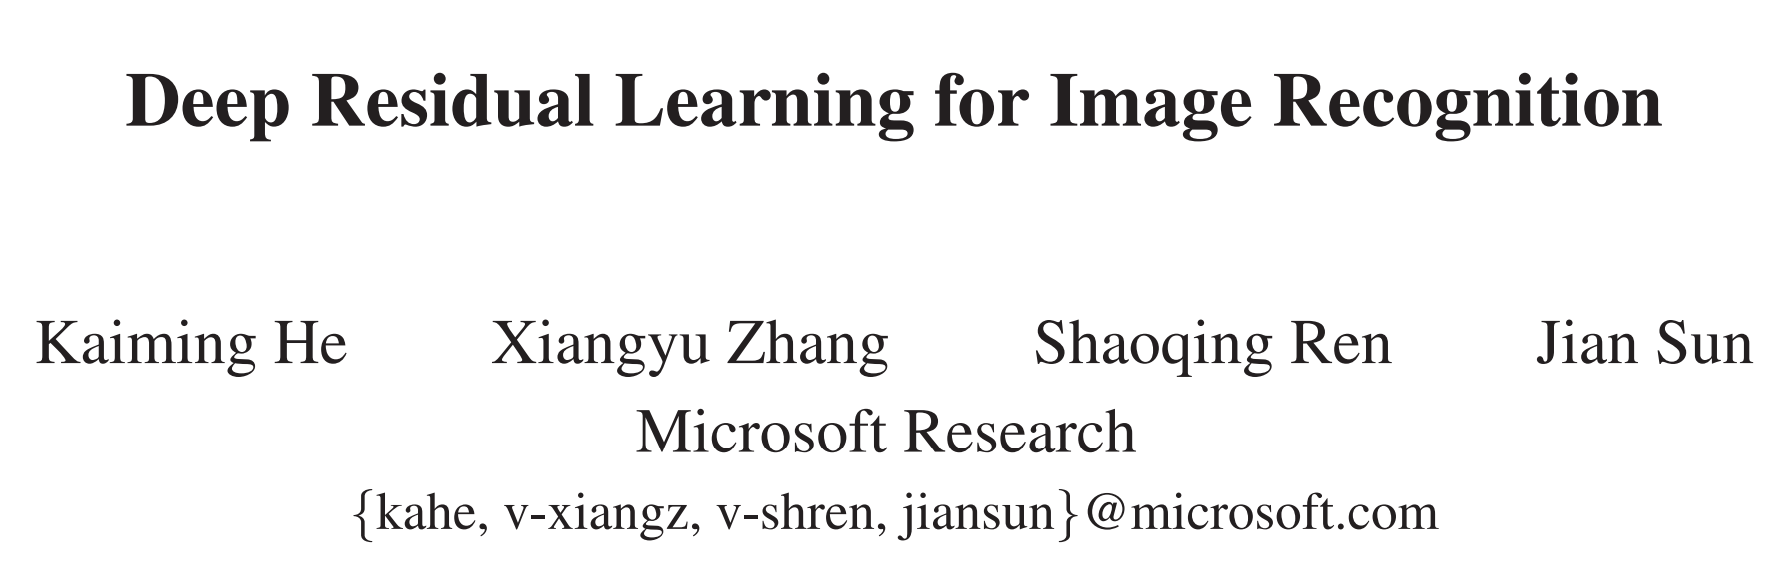 Deep Residual Learning for Image Recognition
Kaiming He Xiangyu Zhang Shaoqing Ren Jian Sun
Microsoft Research
{kahe, v-xiangz, v-shren, jiansun}@microsoft.com